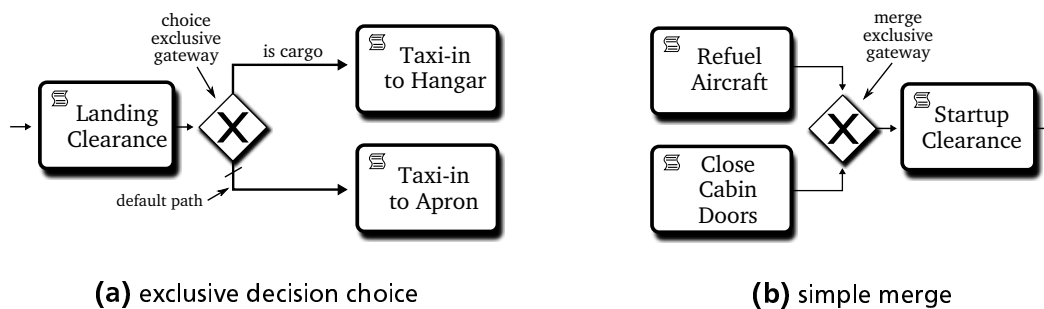 choice
exclusive
gateway
is cargo
Landing
Clearance
X
Taxi-in
to Hangar
Taxi-in
to Apron
default path
(a) exclusive decision choice
merge
exclusive
gateway
Refuel
Aircraft
X
Startup
Clearance
Close
Cabin
Doors
(b) simple merge